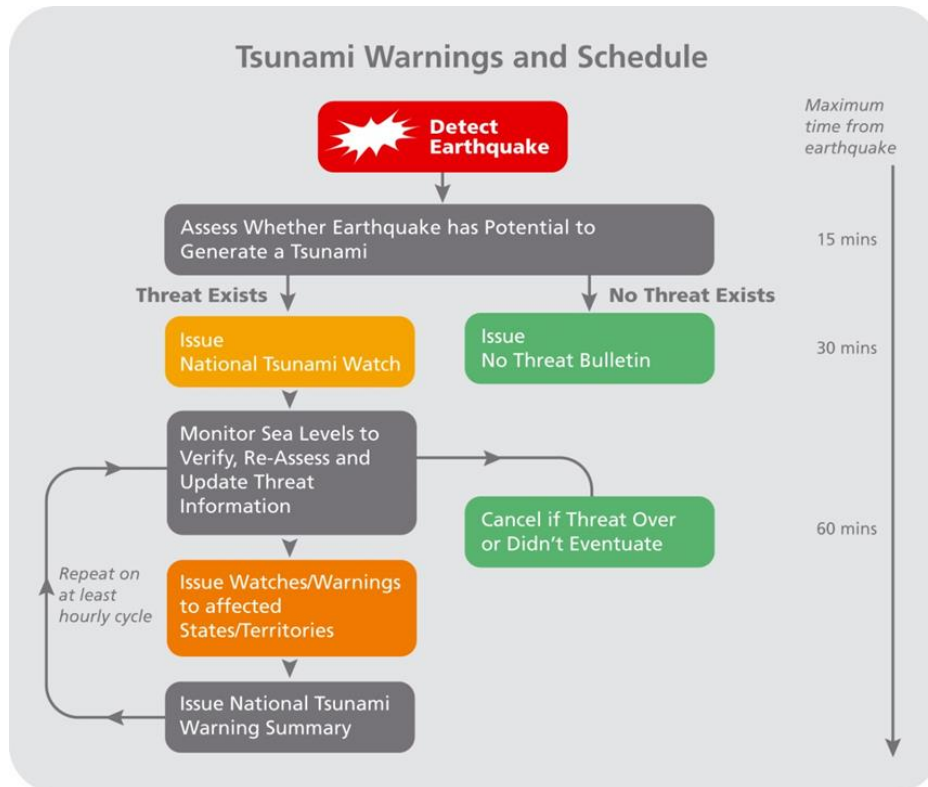 Tsunami Warnings and Schedule
Maximum
time from
earthquake
Detect
Earthquake
Assess Whether Earthquake has Potential to
Generate a Tsunami
15 mins
Threat Exists
No Threat Exists
Issue
National Tsunami Watch
Issue
No Threat Bulletin
30 mins
Monitor Sea Levels to
Verify, Re-Assess and
Update Threat
Information
Cancel if Threat Over
or Didn't Eventuate
60 mins
Repeat on
at least
hourly cycle
Issue Watches/Warnings
to affected
States/Territories
Issue National Tsunami
Warning Summary